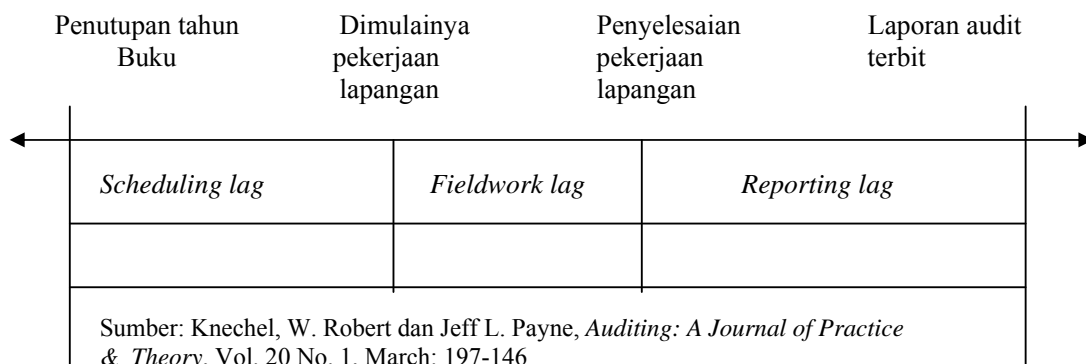 Penutupan tahun Buku
Dimulainya pekerjaan lapangan
Penyelesaian pekerjaan lapangan
Laporan audit terbit
Scheduling lag
Fieldwork lag
Reporting lag
Sumber: Knechel, W. Robert dan Jeff L. Payne, Auditing: A Journal of Practice
& Theory. Vol. 20 No. 1. March: 197-146